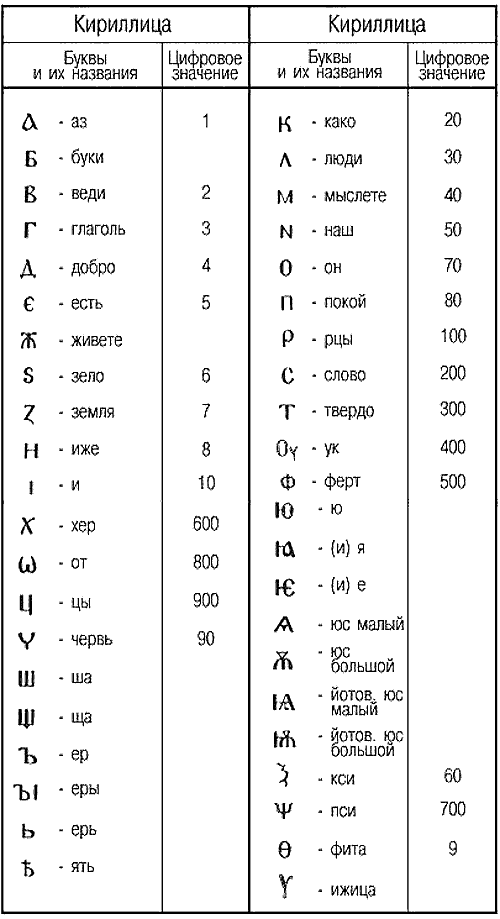 Кириллица
Буквы и их названия
Цифровое значение
Ѧ - аз 1
Б - буки
В - веди 2
Г - глаголь 3
Д - добро 4
Є - есть 5
Ж - живете
Ѕ - зело 6
Ꙁ - земля 7
Н - иже 8
І - и 10
Х - хер 600
Ѡ - от 800
Ц - цы 900
Ҁ - червь 90
Ш - ша
Щ - ща
Ъ - ер
ЪІ - еры
Ь - ерь
Ѣ - ять
Кириллица
Буквы и их названия
Цифровое значение
К - како 20
Л - люди 30
М - мыслете 40
N - наш 50
О - он 70
П - покой 80
Р - рцы 100
С - слово 200
Т - твердо 300
Оу - ук 400
Ф - ферт 500
Ю - ю
Ꙗ - (и) я
Ѥ - (и) е
Ѧ - юс малый
Ѫ - юс
большой
Ѩ - йотов. юс
малый
Ѭ - йотов. юс
большой
Ѯ - кси 60
Ѱ - пси 700
Ѳ - фита 9
Ѵ - ижица